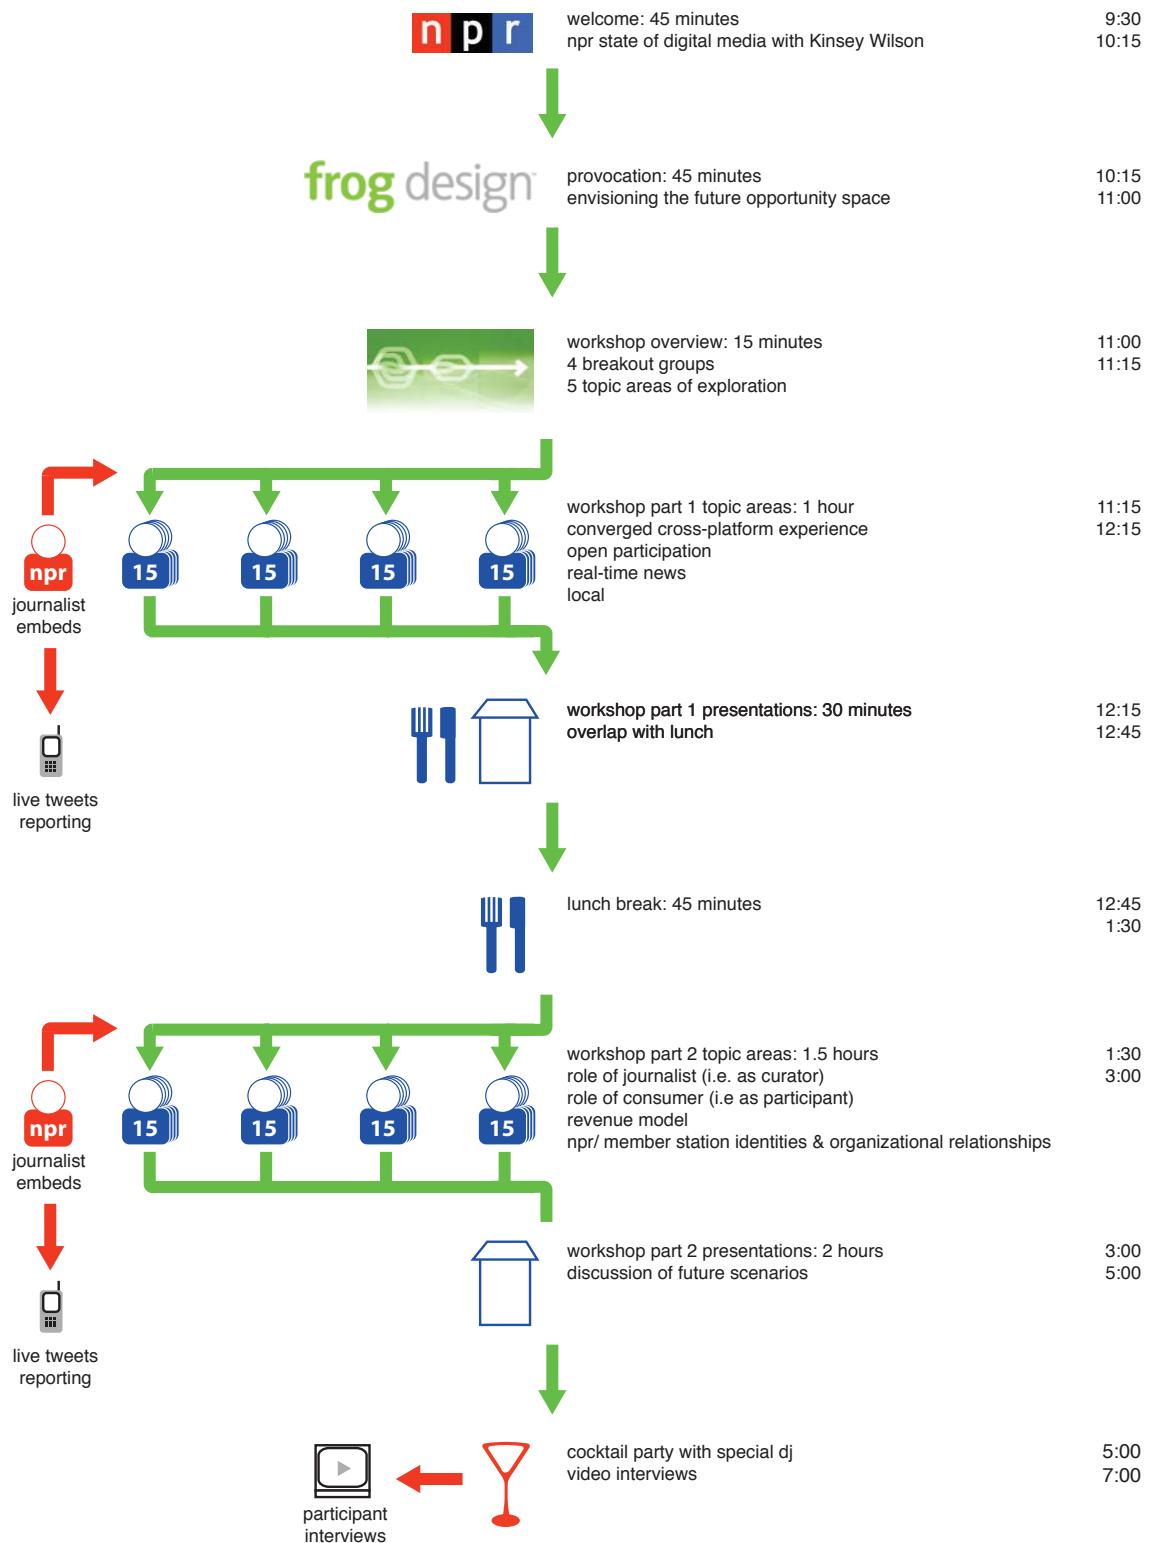 npr
welcome: 45 minutes 9:30
npr state of digital media with Kinsey Wilson 10:15
frog design™
provocation: 45 minutes 10:15
envisioning the future opportunity space 11:00
workshop overview: 15 minutes 11:00
4 breakout groups 11:15
5 topic areas of exploration
npr
journalist
embeds
15 15 15 15
workshop part 1 topic areas: 1 hour 11:15
converged cross-platform experience 12:15
open participation
real-time news
local
live tweets
reporting
workshop part 1 presentations: 30 minutes 12:15
overlap with lunch 12:45
lunch break: 45 minutes 12:45
1:30
npr
journalist
embeds
15 15 15 15
workshop part 2 topic areas: 1.5 hours 1:30
role of journalist (i.e. as curator) 3:00
role of consumer (i.e as participant)
revenue model
npr/ member station identities & organizational relationships
live tweets
reporting
workshop part 2 presentations: 2 hours 3:00
discussion of future scenarios 5:00
cocktail party with special dj 5:00
video interviews 7:00
participant
interviews